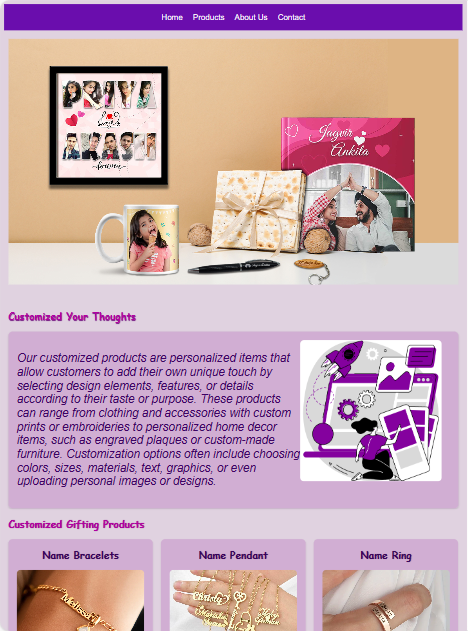 Home Products About Us Contact
Jagvir
Ankita
Customized Your Thoughts
Our customized products are personalized items that
allow customers to add their own unique touch by
selecting design elements, features, or details
according to their taste or purpose. These products
can range from clothing and accessories with custom
prints or embroideries to personalized home decor
items, such as engraved plaques or custom-made
furniture. Customization options often include choosing
colors, sizes, materials, text, graphics, or even
uploading personal images or designs.
Customized Gifting Products
Name Bracelets Name Pendant Name Ring
Melissa
Christy